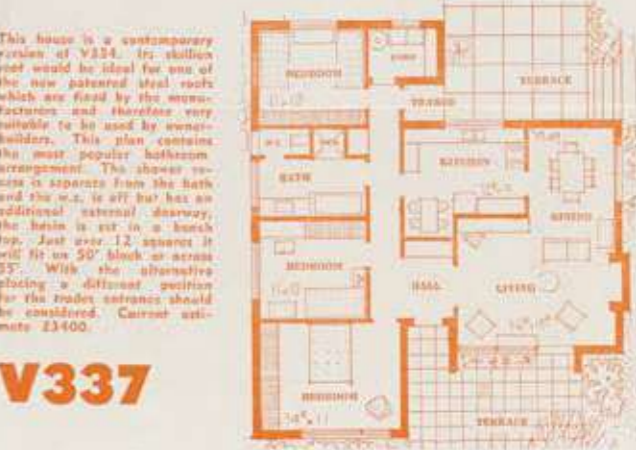 This house is a contemporary
version of V334. Its skillion
roof would be ideal for one of
the new patented steel roofs
which are fixed by the manu-
facturers and therefore very
suitable to be used by owner-
builders. This plan contains
the most popular bathroom
arrangement. The shower re-
cess is separate from the bath
and the w.c. is off but has an
additional external doorway,
the basin is set in a bench
top. Just over 12 squares it
will fit on 50' block or across
55'. With the alternative
placing a different position
for the trades entrance should
be considered. Current esti-
mate £3400.
V337
BEDROOM
TERRACE
TRADES
KITCHEN
BATH
DINING
BEDROOM
HALL
LIVING
BEDROOM
TERRACE